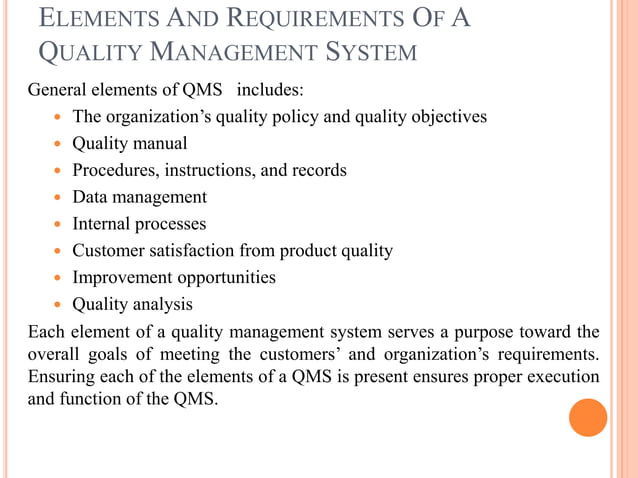 ELEMENTS AND REQUIREMENTS OF A
QUALITY MANAGEMENT SYSTEM
General elements of QMS includes:
• The organization’s quality policy and quality objectives
• Quality manual
• Procedures, instructions, and records
• Data management
• Internal processes
• Customer satisfaction from product quality
• Improvement opportunities
• Quality analysis
Each element of a quality management system serves a purpose toward the
overall goals of meeting the customers’ and organization’s requirements.
Ensuring each of the elements of a QMS is present ensures proper execution
and function of the QMS.